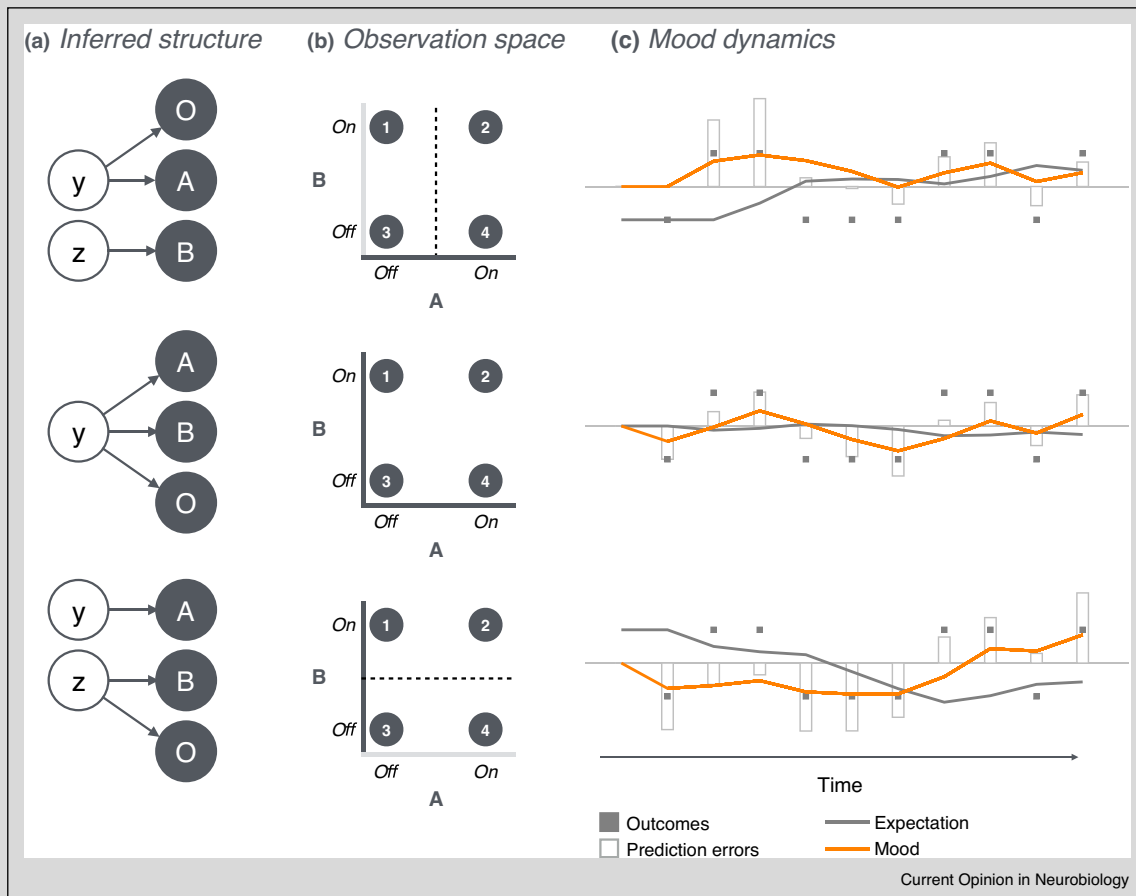 (a) Inferred structure
(b) Observation space
(c) Mood dynamics
O
y
A
z
B
On
1
2
B
Off
3
4
Off
On
A
A
y
B
O
On
1
2
B
Off
3
4
Off
On
A
y
A
z
B
O
On
1
2
B
Off
3
4
Off
On
A
Time
Outcomes
Expectation
Prediction errors
Mood
Current Opinion in Neurobiology